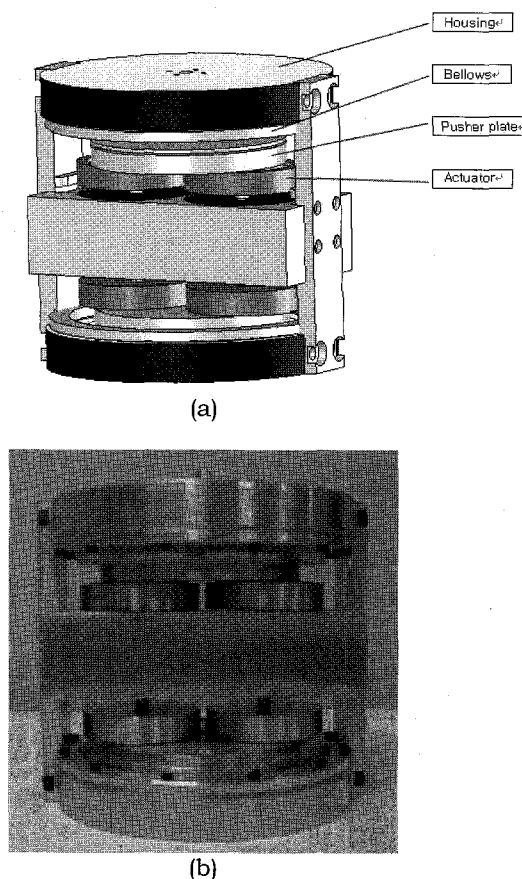 Housing↵
Bellows↵
Pusher plate↵
Actuator↵
(a)
(b)